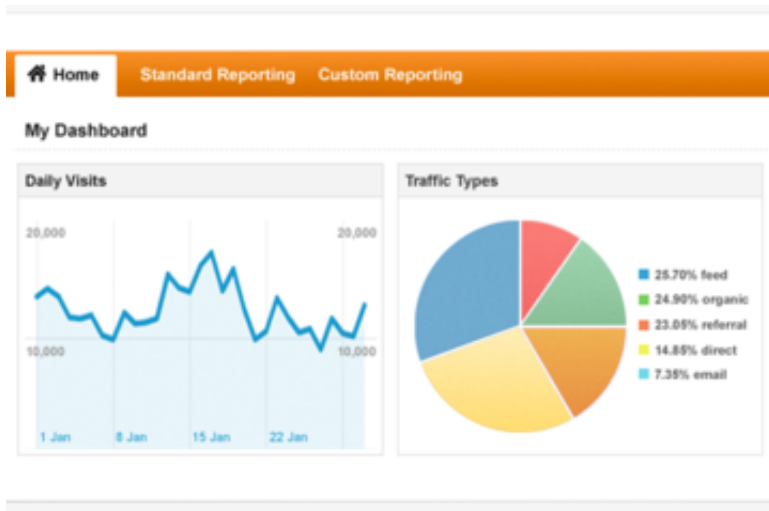 Home Standard Reporting Custom Reporting
My Dashboard
Daily Visits
20,000 20,000
10,000 10,000
1 Jan 8 Jan 15 Jan 22 Jan
Traffic Types
25.70% feed
24.90% organic
23.05% referral
14.85% direct
7.35% email